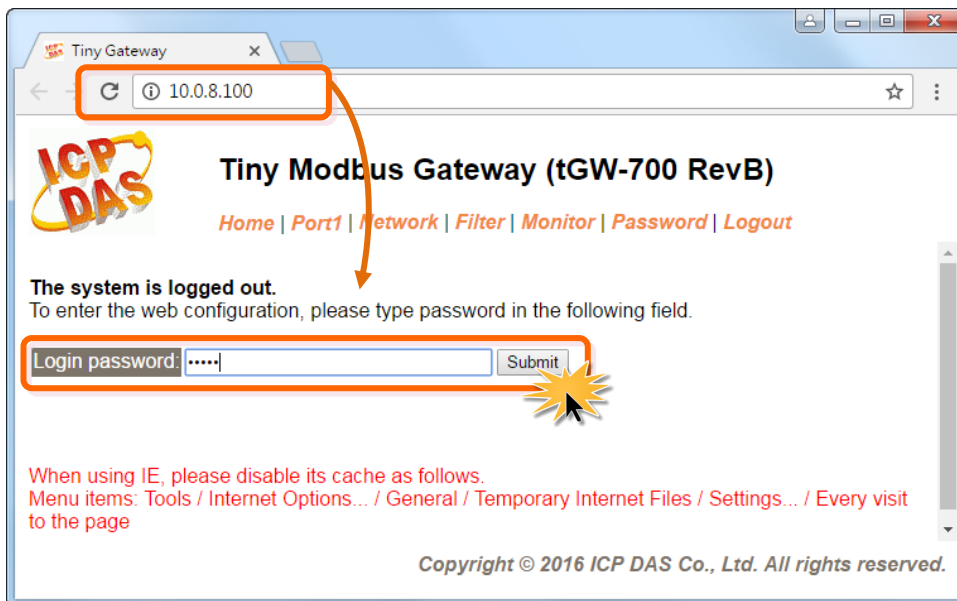 Tiny Gateway
10.0.8.100
ICP
DAS
Tiny Modbus Gateway (tGW-700 RevB)
Home | Port1 | Network | Filter | Monitor | Password | Logout
The system is logged out.
To enter the web configuration, please type password in the following field.
Login password: ••••• Submit
When using IE, please disable its cache as follows.
Menu items: Tools / Internet Options... / General / Temporary Internet Files / Settings... / Every visit
to the page
Copyright © 2016 ICP DAS Co., Ltd. All rights reserved.